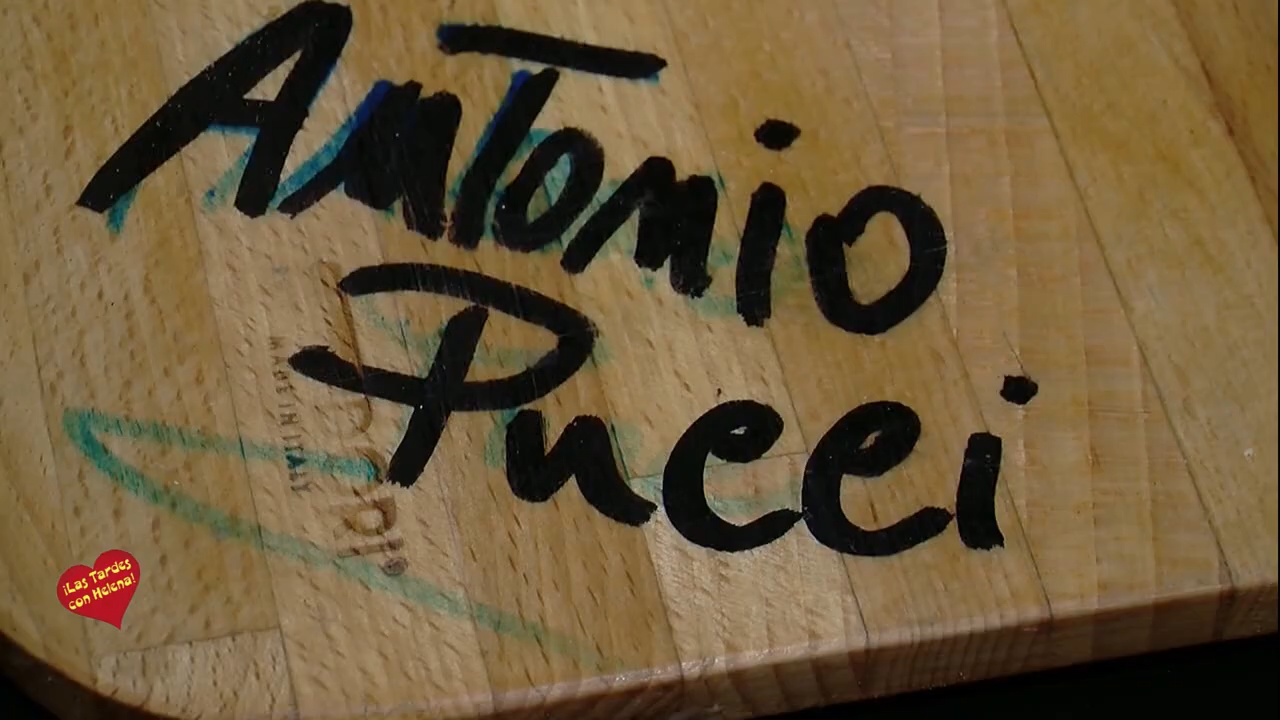 AnTonio
Pucci
MADE IN ITALY
¡Las Tardes
con Helena!